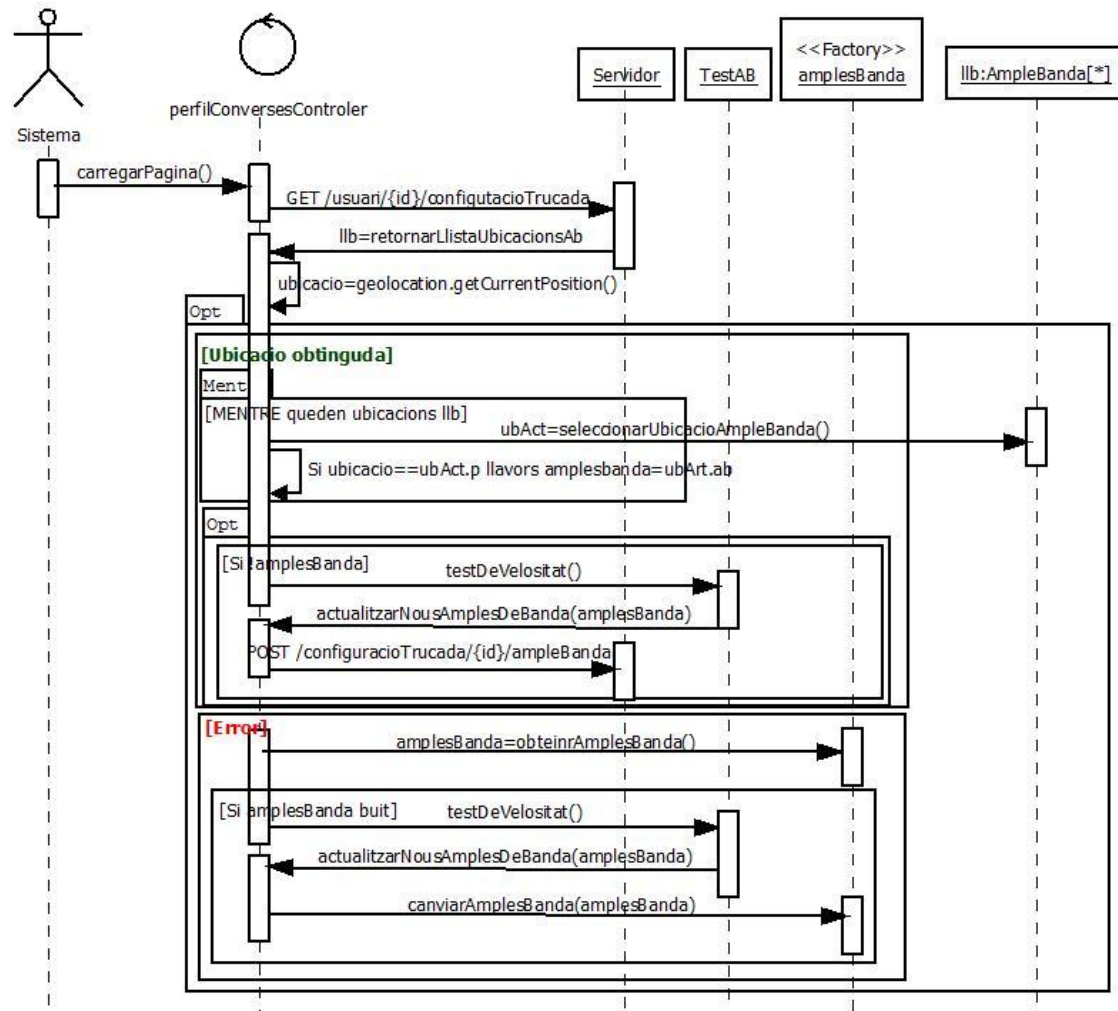 <<Factory>>
Servidor
TestAB
amplesBanda
llb:AmpleBanda[*]
perfilConversesControler
Sistema
carregarPagina()
GET /usuari/{id}/configutacioTrucada
llb=retornarLlistaUbicacionsAb
ubicacio=geolocation.getCurrentPosition()
Opt
[Ubicacio obtinguda]
Ment
[MENTRE queden ubicacions llb]
ubAct=seleccionarUbicacioAmpleBanda()
Si ubicacio==ubAct.p llavors amplesbanda=ubArt.ab
Opt
[Si !amplesBanda]
testDeVelositat()
actualitzarNousAmplesDeBanda(amplesBanda)
POST /configuracioTrucada/{id}/ampleBanda
[Error]
amplesBanda=obteinrAmplesBanda()
[Si amplesBanda buit]
testDeVelositat()
actualitzarNousAmplesDeBanda(amplesBanda)
canviarAmplesBanda(amplesBanda)